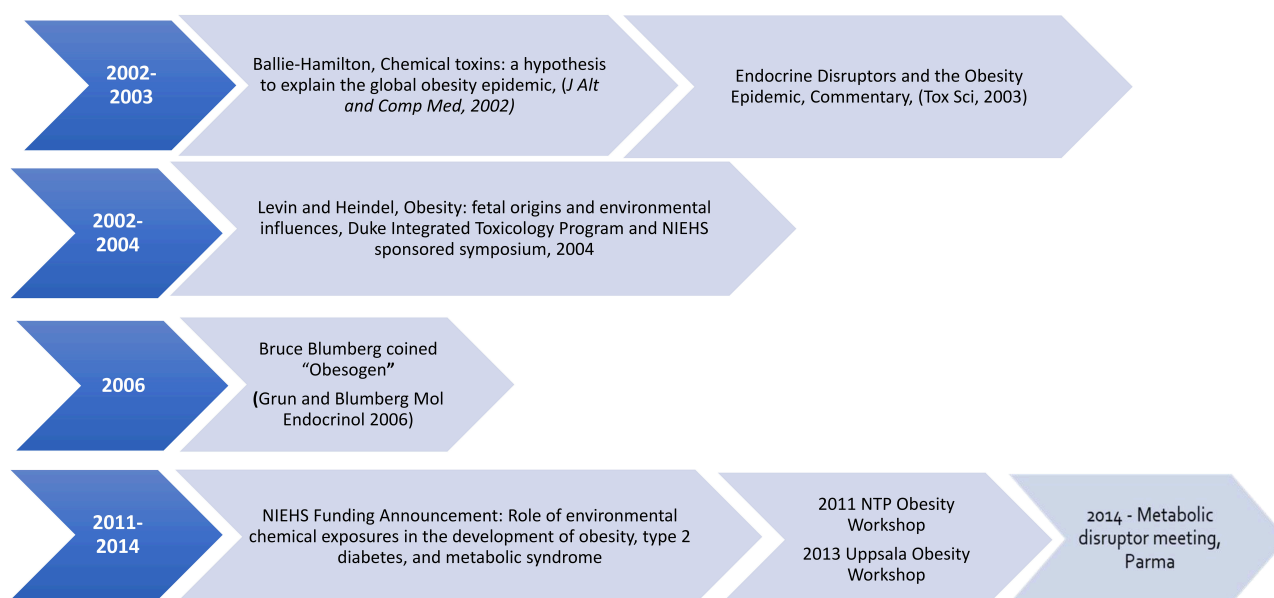 2002-
2003
Ballie-Hamilton, Chemical toxins: a hypothesis
to explain the global obesity epidemic, (J Alt
and Comp Med, 2002)
Endocrine Disruptors and the Obesity
Epidemic, Commentary, (Tox Sci, 2003)
2002-
2004
Levin and Heindel, Obesity: fetal origins and environmental
influences, Duke Integrated Toxicology Program and NIEHS
sponsored symposium, 2004
2006
Bruce Blumberg coined
“Obesogen”
(Grun and Blumberg Mol
Endocrinol 2006)
2011-
2014
NIEHS Funding Announcement: Role of environmental
chemical exposures in the development of obesity, type 2
diabetes, and metabolic syndrome
2011 NTP Obesity
Workshop
2013 Uppsala Obesity
Workshop
2014 - Metabolic
disruptor meeting,
Parma